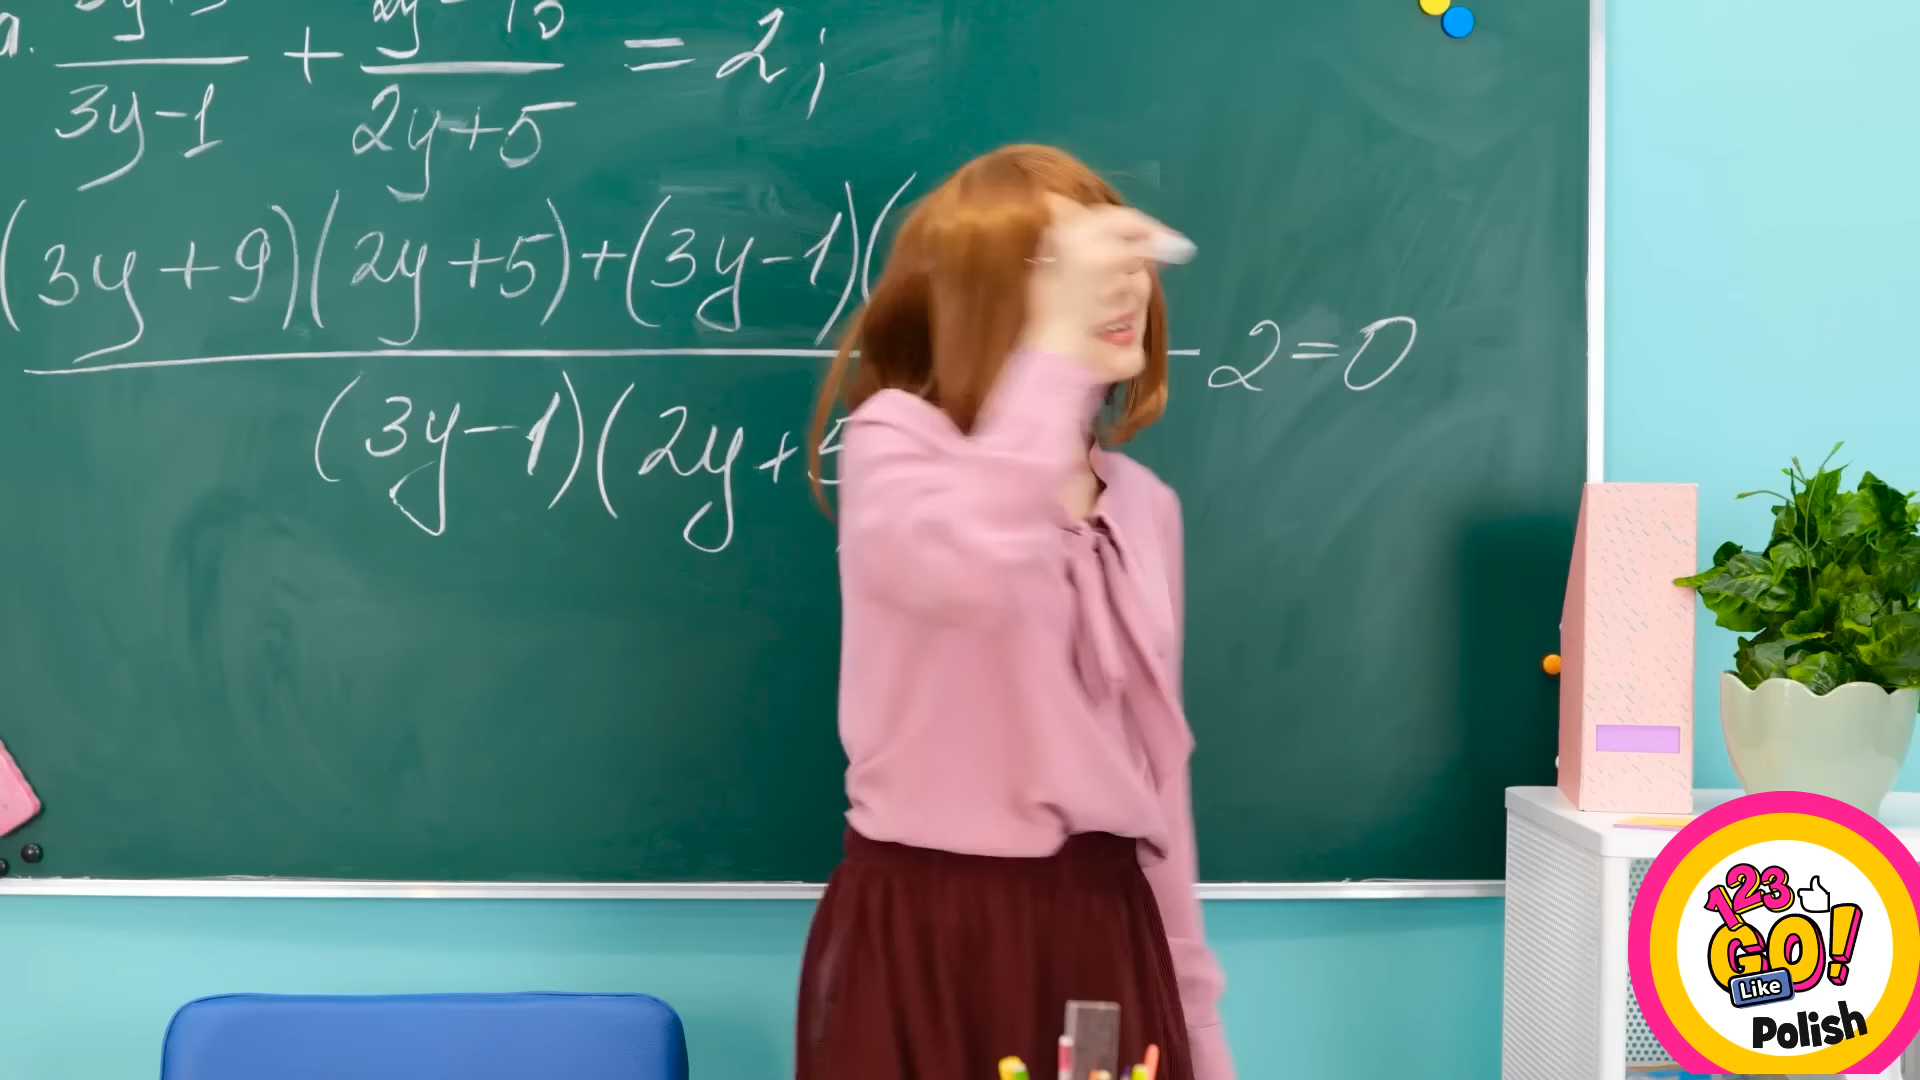 a.
3y-1 + 2y+5 = 2;
(3y+9)(2y+5)+(3y-1)( - 2=0
(3y-1)(2y+5
123
GO!
Like
Polish